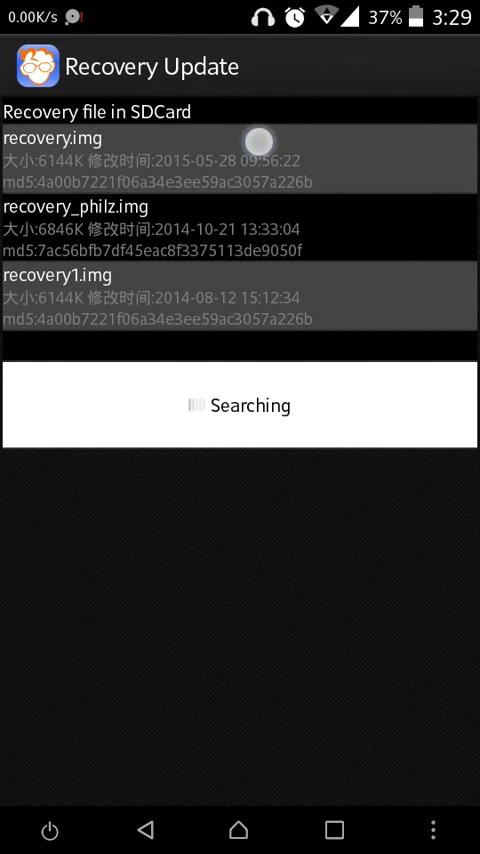 0.00K/s 37% 3:29
Recovery Update
Recovery file in SDCard
recovery.img
大小:6144K 修改时间:2015-05-28 09:56:22
md5:4a00b7221f06a34e3ee59ac3057a226b
recovery_philz.img
大小:6846K 修改时间:2014-10-21 13:33:04
md5:7ac56bfb7df45eac8f3375113de9050f
recovery1.img
大小:6144K 修改时间:2014-08-12 15:12:34
md5:4a00b7221f06a34e3ee59ac3057a226b
Searching